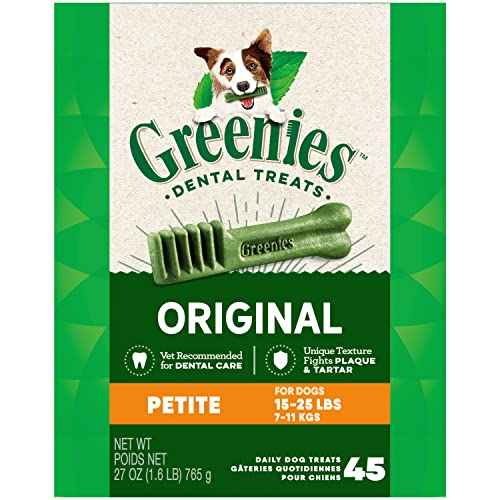 Greenies™
• DENTAL TREATS •
Greenies
ORIGINAL
Vet Recommended
for DENTAL CARE
Unique Texture
Fights PLAQUE
& TARTAR
PETITE
FOR DOGS
15-25 LBS
7-11 KGS
NET WT
POIDS NET
27 OZ (1.6 LB) 765 g
DAILY DOG TREATS
GÂTERIES QUOTIDIENNES
POUR CHIENS
45